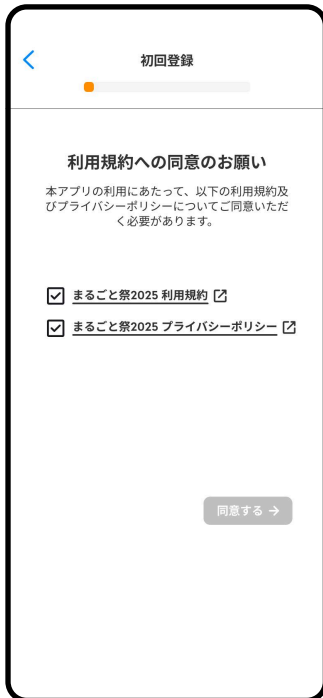 初回登録
利用規約への同意のお願い
本アプリの利用にあたって、以下の利用規約及
びプライバシーポリシーについてご同意いただ
く必要があります。
まるごと祭2025 利用規約
まるごと祭2025 プライバシーポリシー
同意する →